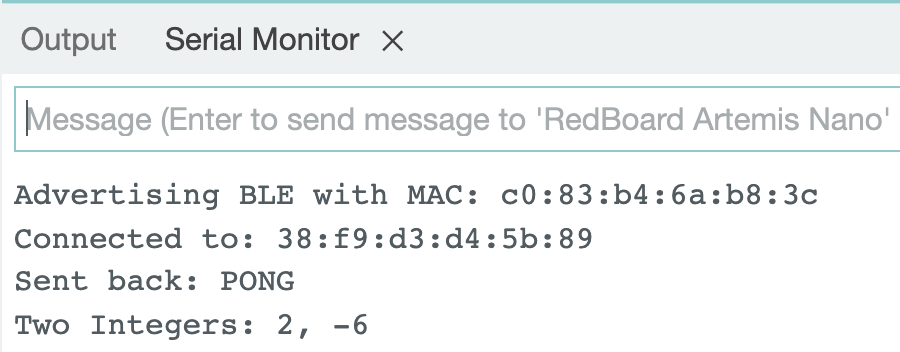 Output Serial Monitor ×
Message (Enter to send message to 'RedBoard Artemis Nano'
Advertising BLE with MAC: c0:83:b4:6a:b8:3c
Connected to: 38:f9:d3:d4:5b:89
Sent back: PONG
Two Integers: 2, -6